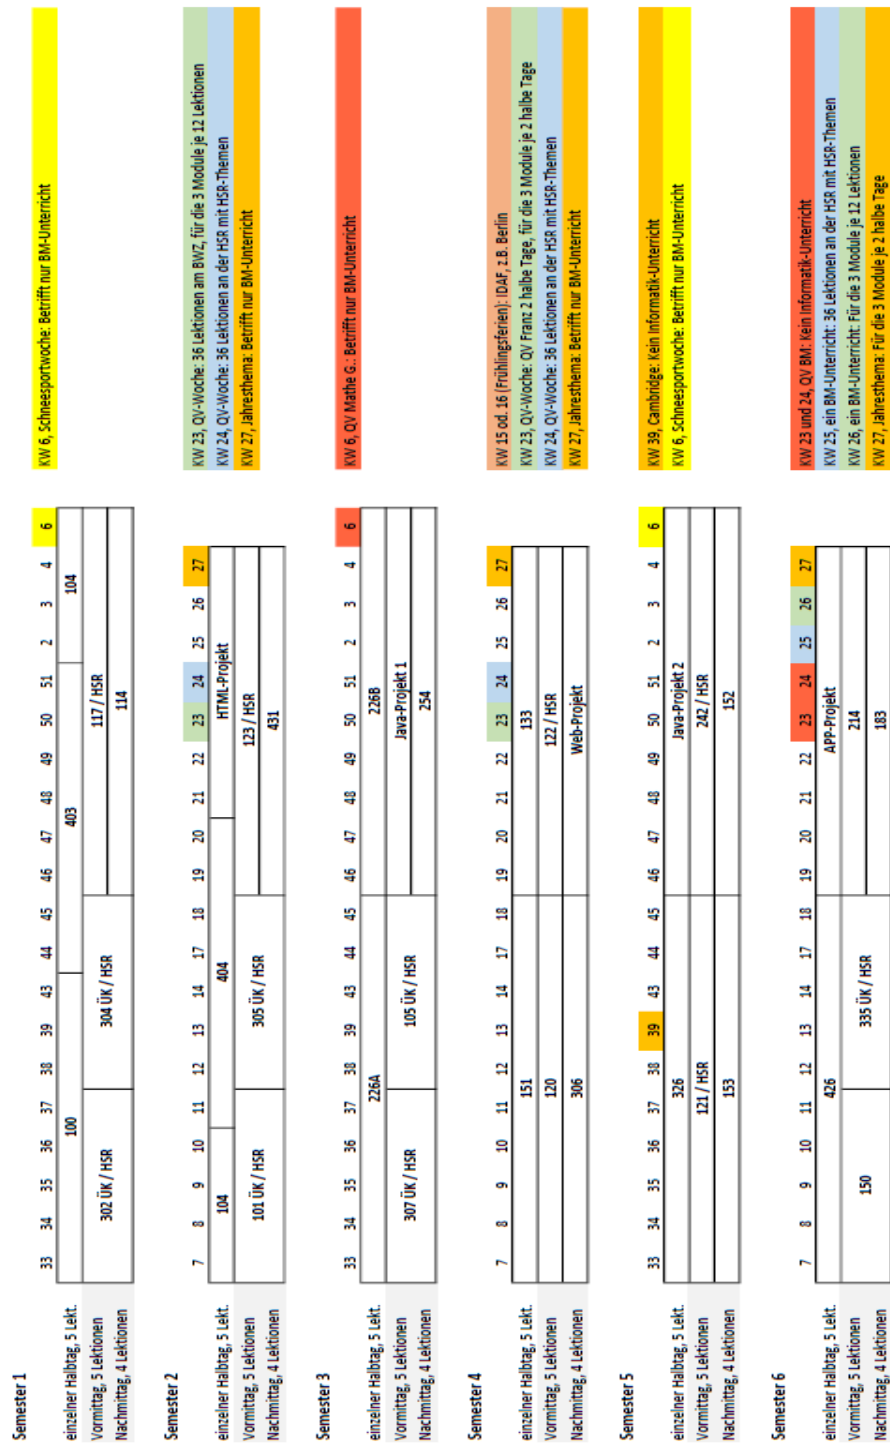 Semester 1
33 34 35 36 37 38 39 43 44 45 46 47 48 49 50 51 2 3 4 6
KW 6, Schneesportwoche: Betrifft nur BM-Unterricht
einzelner Halbtag, 5 Lekt. 100 403 104
Vormittag, 5 Lektionen 302 ÜK / HSR 304 ÜK / HSR 117 / HSR
Nachmittag, 4 Lektionen 114
Semester 2
7 8 9 10 11 12 13 14 17 18 19 20 21 22 23 24 25 26 27
KW 23, QV-Woche: 36 Lektionen am BWZ, für die 3 Module je 12 Lektionen
einzelner Halbtag, 5 Lekt. 104 404 HTML-Projekt
KW 24, QV-Woche: 36 Lektionen an der HSR mit HSR-Themen
Vormittag, 5 Lektionen 101 ÜK / HSR 305 ÜK / HSR 123 / HSR
KW 27, Jahresthema: Betrifft nur BM-Unterricht
Nachmittag, 4 Lektionen 431
Semester 3
33 34 35 36 37 38 39 43 44 45 46 47 48 49 50 51 2 3 4 6
KW 6, QV Mathe G.: Betrifft nur BM-Unterricht
einzelner Halbtag, 5 Lekt. 226A 226B
Vormittag, 5 Lektionen 307 ÜK / HSR 105 ÜK / HSR Java-Projekt 1
Nachmittag, 4 Lektionen 254
Semester 4
7 8 9 10 11 12 13 14 17 18 19 20 21 22 23 24 25 26 27
KW 15 od. 16 (Frühlingsferien): IDAF, z.B. Berlin
einzelner Halbtag, 5 Lekt. 151 133
KW 23, QV-Woche: QV Franz 2 halbe Tage, für die 3 Module je 2 halbe Tage
Vormittag, 5 Lektionen 120 122 / HSR
KW 24, QV-Woche: 36 Lektionen an der HSR mit HSR-Themen
Nachmittag, 4 Lektionen 306 Web-Projekt
KW 27, Jahresthema: Betrifft nur BM-Unterricht
Semester 5
33 34 35 36 37 38 39 43 44 45 46 47 48 49 50 51 2 3 4 6
KW 39, Cambridge: Kein Informatik-Unterricht
einzelner Halbtag, 5 Lekt. 326 Java-Projekt 2
KW 6, Schneesportwoche: Betrifft nur BM-Unterricht
Vormittag, 5 Lektionen 121 / HSR 242 / HSR
Nachmittag, 4 Lektionen 153 152
Semester 6
7 8 9 10 11 12 13 14 17 18 19 20 21 22 23 24 25 26 27
KW 23 und 24, QV BM: Kein Informatik-Unterricht
einzelner Halbtag, 5 Lekt. 426 APP-Projekt
KW 25, ein BM-Unterricht: 36 Lektionen an der HSR mit HSR-Themen
Vormittag, 5 Lektionen 150 335 ÜK / HSR 214
KW 26, ein BM-Unterricht: Für die 3 Module je 12 Lektionen
Nachmittag, 4 Lektionen 183
KW 27, Jahresthema: Für die 3 Module je 2 halbe Tage